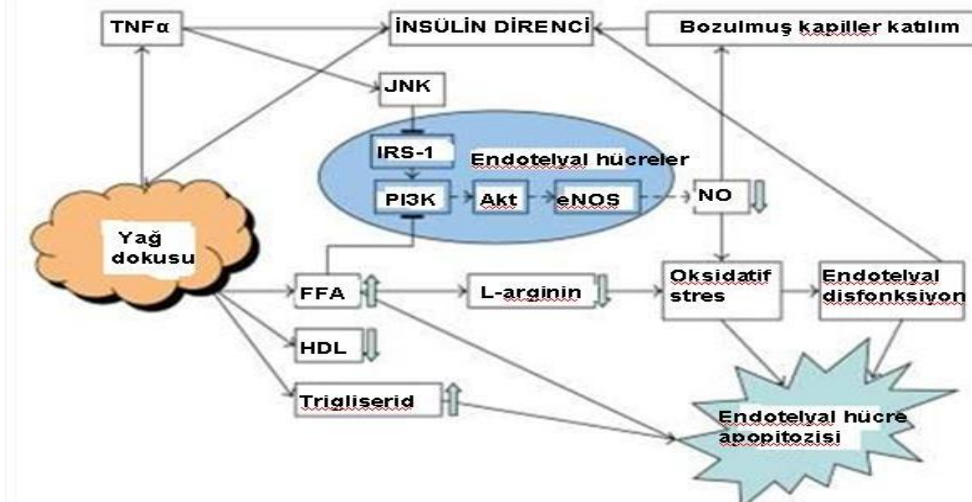 TNFα
İNSÜLİN DİRENCİ
Bozulmuş kapiller katılım
JNK
IRS-1
Endotelyal hücreler
PI3K
Akt
eNOS
NO
Yağ
dokusu
FFA
L-arginin
Oksidatif
stres
Endotelyal
disfonksiyon
HDL
Trigliserid
Endotelyal hücre
apopitozisi